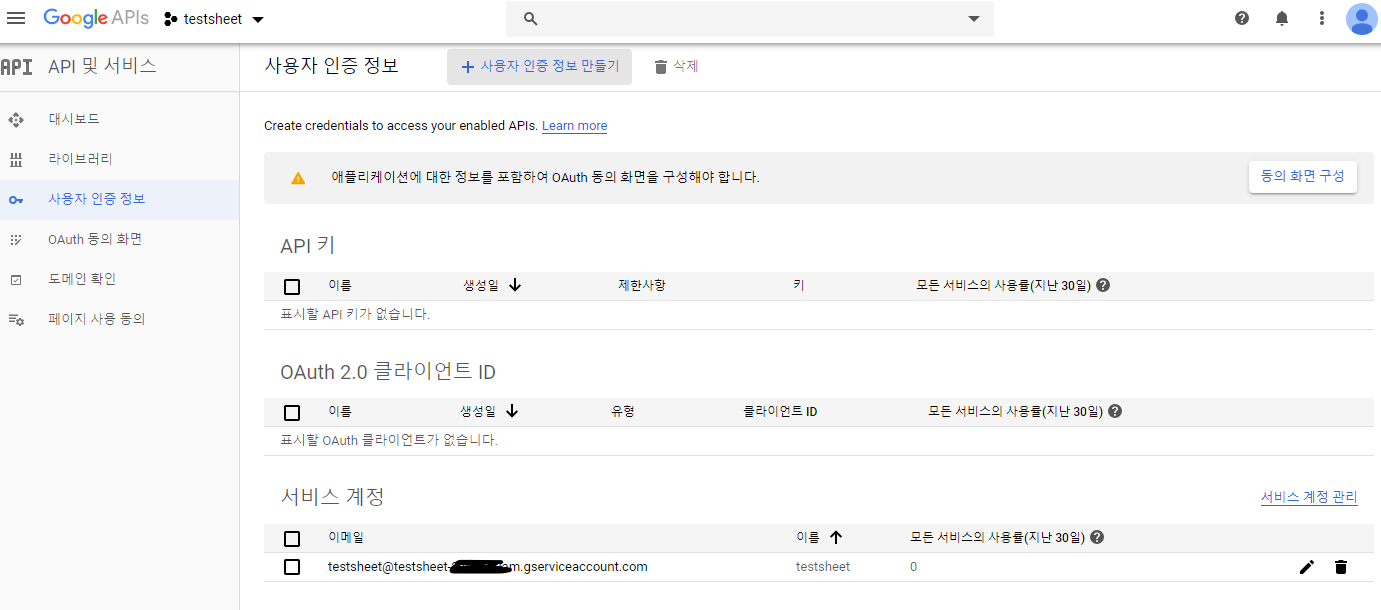 Google APIs testsheet
API API 및 서비스
사용자 인증 정보 + 사용자 인증 정보 만들기 삭제
대시보드
라이브러리
사용자 인증 정보
OAuth 동의 화면
도메인 확인
페이지 사용 동의
Create credentials to access your enabled APIs. Learn more
애플리케이션에 대한 정보를 포함하여 OAuth 동의 화면을 구성해야 합니다. 동의 화면 구성
API 키
이름 생성일 제한사항 키 모든 서비스의 사용률(지난 30일)
표시할 API 키가 없습니다.
OAuth 2.0 클라이언트 ID
이름 생성일 유형 클라이언트 ID 모든 서비스의 사용률(지난 30일)
표시할 OAuth 클라이언트가 없습니다.
서비스 계정 서비스 계정 관리
이메일 이름 모든 서비스의 사용률(지난 30일)
testsheet@testsheet- m.gserviceaccount.com testsheet 0